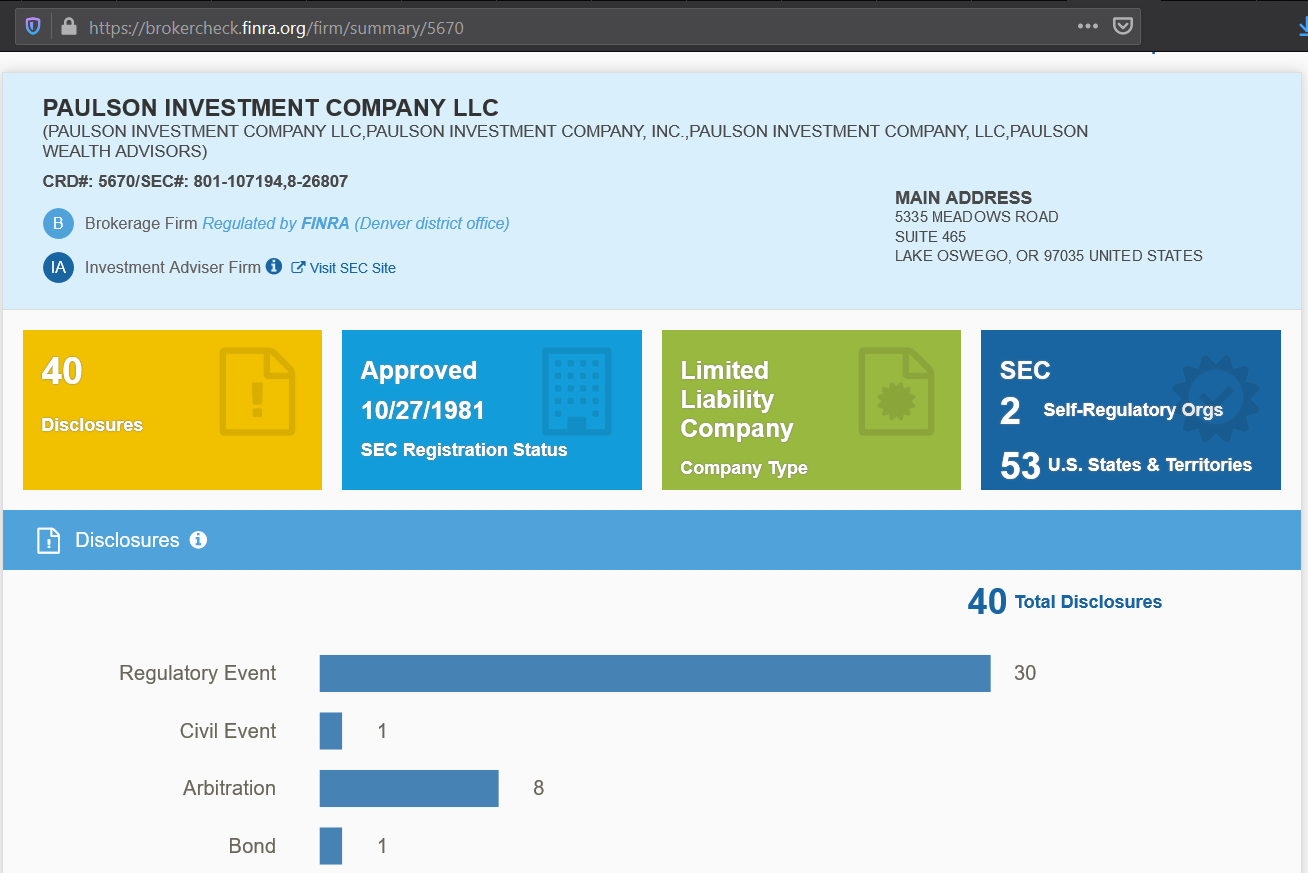 https://brokercheck.finra.org/firm/summary/5670
PAULSON INVESTMENT COMPANY LLC
(PAULSON INVESTMENT COMPANY LLC,PAULSON INVESTMENT COMPANY, INC.,PAULSON INVESTMENT COMPANY, LLC,PAULSON
WEALTH ADVISORS)
CRD#: 5670/SEC#: 801-107194,8-26807
B Brokerage Firm Regulated by FINRA (Denver district office)
IA Investment Adviser Firm Visit SEC Site
MAIN ADDRESS
5335 MEADOWS ROAD
SUITE 465
LAKE OSWEGO, OR 97035 UNITED STATES
40
Disclosures
Approved
10/27/1981
SEC Registration Status
Limited
Liability
Company
Company Type
SEC
2 Self-Regulatory Orgs
53 U.S. States & Territories
Disclosures
40 Total Disclosures
Regulatory Event 30
Civil Event 1
Arbitration 8
Bond 1